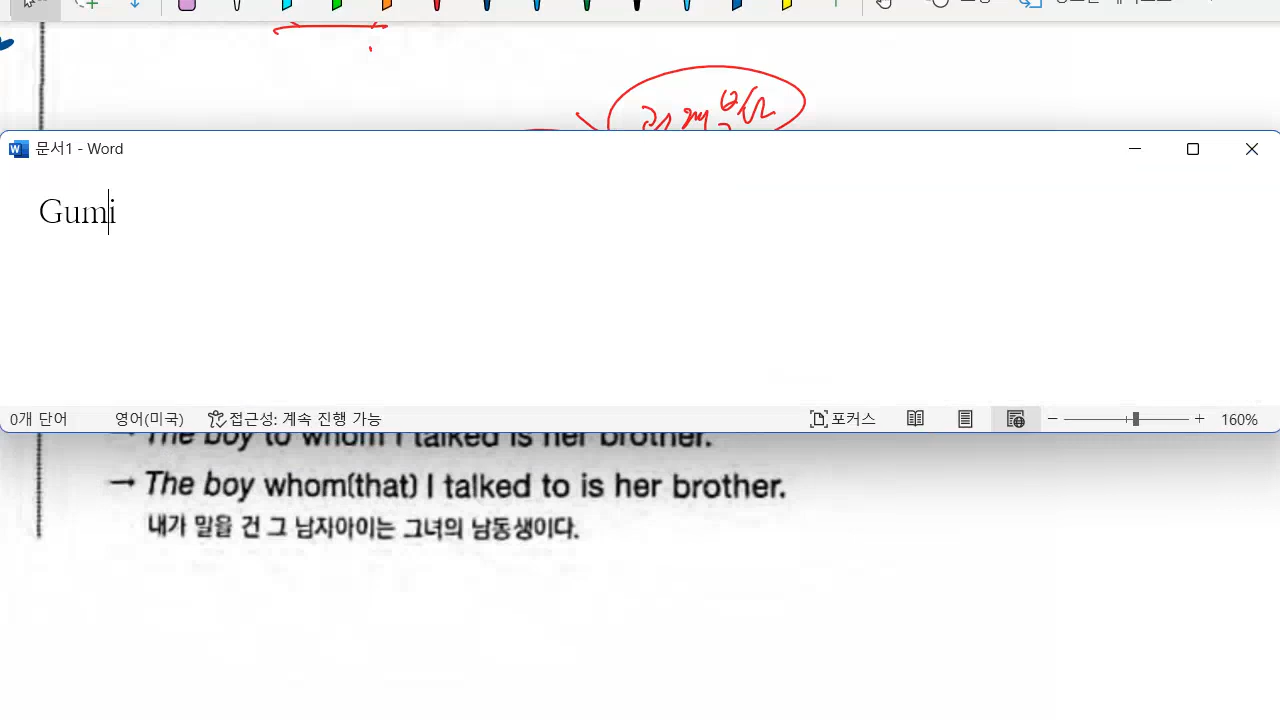 문서1 - Word
Gumi
0개 단어 영어(미국) 접근성: 계속 진행 가능 포커스 160%
The boy to whom I talked is her brother.
→ The boy whom(that) I talked to is her brother.
내가 말을 건 그 남자아이는 그녀의 남동생이다.